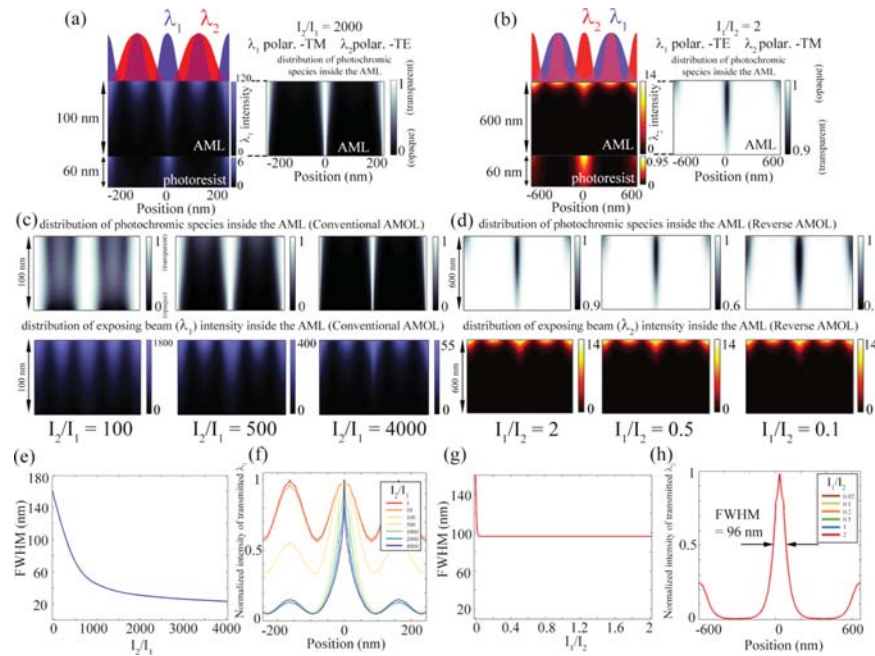 (a)
λ₁
λ₂
I₂/I₁ = 2000
λ₁ polar. -TM λ₂polar. -TE
distribution of photochromic
species inside the AML
120
λ₁ intensity
0
6
0
100 nm
60 nm
AML
photoresist
-200 0 200
Position (nm)
1
0
(transparent)
(opaque)
AML
-200 0 200
Position (nm)
(b)
λ₂
λ₁
I₁/I₂ = 2
λ₁ polar. -TE λ₂ polar. -TM
distribution of photochromic
species inside the AML
14
λ₂ intensity
0
0.95
0
600 nm
60 nm
AML
photoresist
-600 0 600
Position (nm)
1
0.9
(opaque)
(transparent)
AML
-600 0 600
Position (nm)
(c)
distribution of photochromic species inside the AML (Conventional AMOL)
100 nm
1
0
(transparent)
(opaque)
1
0
1
0
distribution of exposing beam (λ₁) intensity inside the AML (Conventional AMOL)
100 nm
1800
0
400
0
55
0
I₂/I₁ = 100
I₂/I₁ = 500
I₂/I₁ = 4000
(d)
distribution of photochromic species inside the AML (Reverse AMOL)
600 nm
1
0.9
1
0.6
1
0
distribution of exposing beam (λ₂) intensity inside the AML (Reverse AMOL)
600 nm
14
0
14
0
14
0
I₁/I₂ = 2
I₁/I₂ = 0.5
I₁/I₂ = 0.1
(e)
FWHM (nm)
180
140
100
60
20
0 1000 2000 3000 4000
I₂/I₁
(f)
Normalized intensity of transmitted λ₁
1
0.5
0
I₂/I₁
1
10
100
500
1000
2000
4000
-200 0 200
Position (nm)
(g)
FWHM (nm)
140
100
60
20
0 0.4 0.8 1.2 1.6 2
I₁/I₂
(h)
Normalized intensity of transmitted λ₂
1
0.5
0
FWHM
= 96 nm
I₁/I₂
0.02
0.1
0.2
0.5
1
2
-600 0 600
Position (nm)